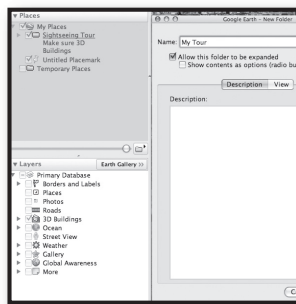 Places
My Places
Sightseeing Tour
Make sure 3D
Buildings
Untitled Placemark
Temporary Places
Layers
Earth Gallery >>
Primary Database
Borders and Labels
Places
Photos
Roads
3D Buildings
Ocean
Street View
Weather
Gallery
Global Awareness
More
Google Earth - New Folder
Name: My Tour
Allow this folder to be expanded
Show contents as options (radio bu
Description View
Description: